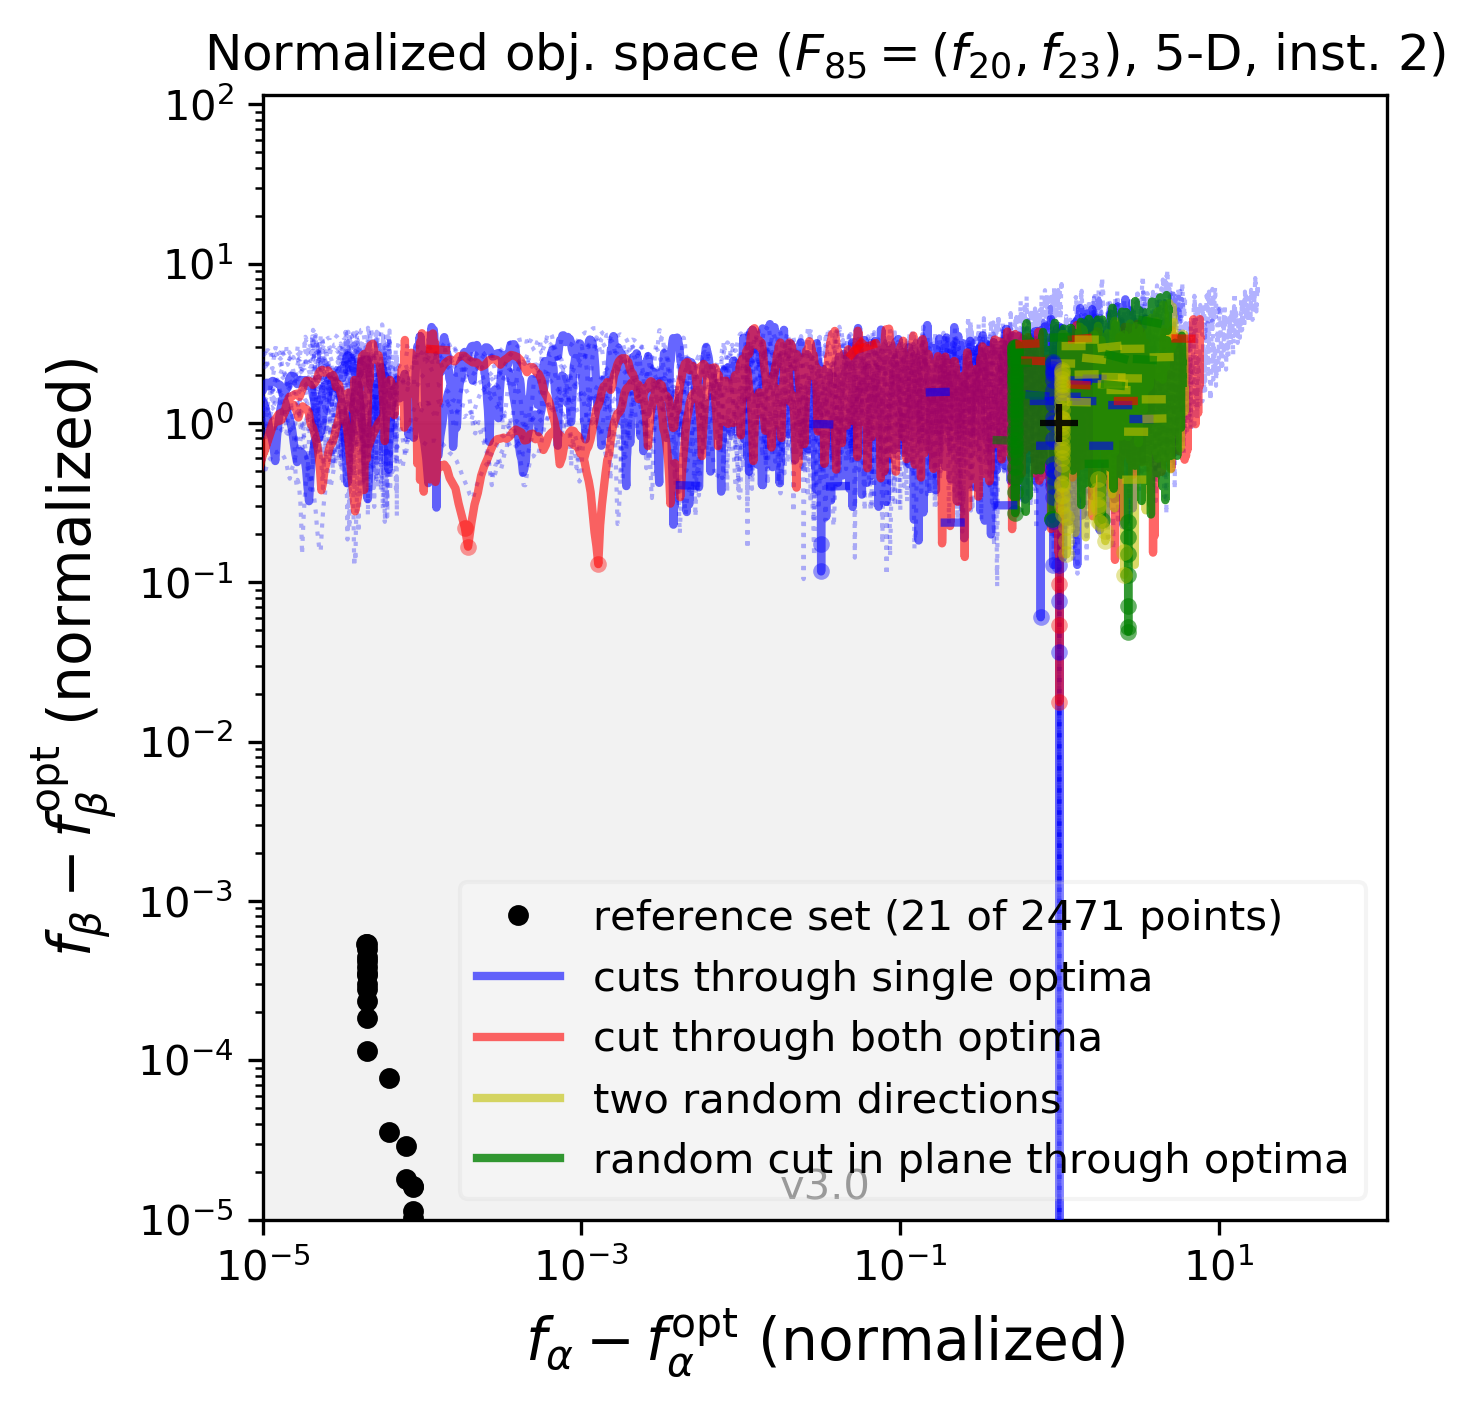 Normalized obj. space ($F_{85} = (f_{20}, f_{23})$, 5-D, inst. 2)
$10^{2}$
$10^{1}$
$10^{0}$
$10^{-1}$
$10^{-2}$
$10^{-3}$
$10^{-4}$
$10^{-5}$
$f_\beta - f_\beta^{\mathrm{opt}}$ (normalized)
reference set (21 of 2471 points)
cuts through single optima
cut through both optima
two random directions
random cut in plane through optima
v3.0
$10^{-5}$ $10^{-3}$ $10^{-1}$ $10^{1}$
$f_\alpha - f_\alpha^{\mathrm{opt}}$ (normalized)